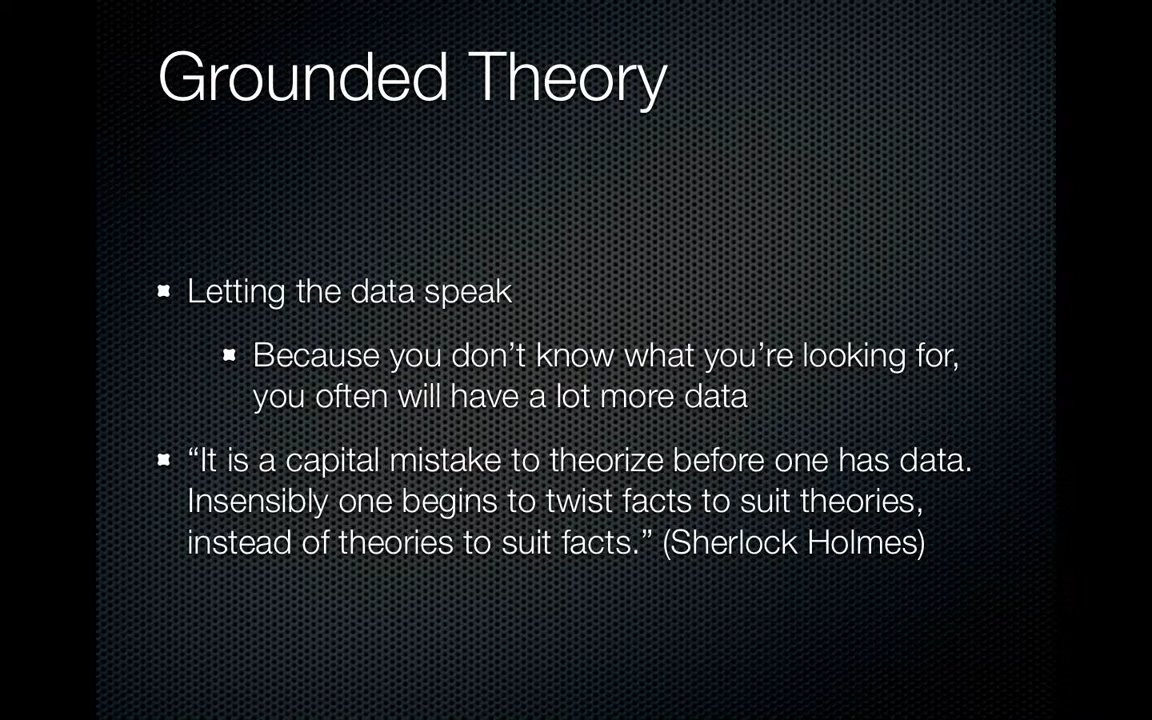 Grounded Theory
Letting the data speak
Because you don’t know what you’re looking for,
you often will have a lot more data
“It is a capital mistake to theorize before one has data.
Insensibly one begins to twist facts to suit theories,
instead of theories to suit facts.” (Sherlock Holmes)